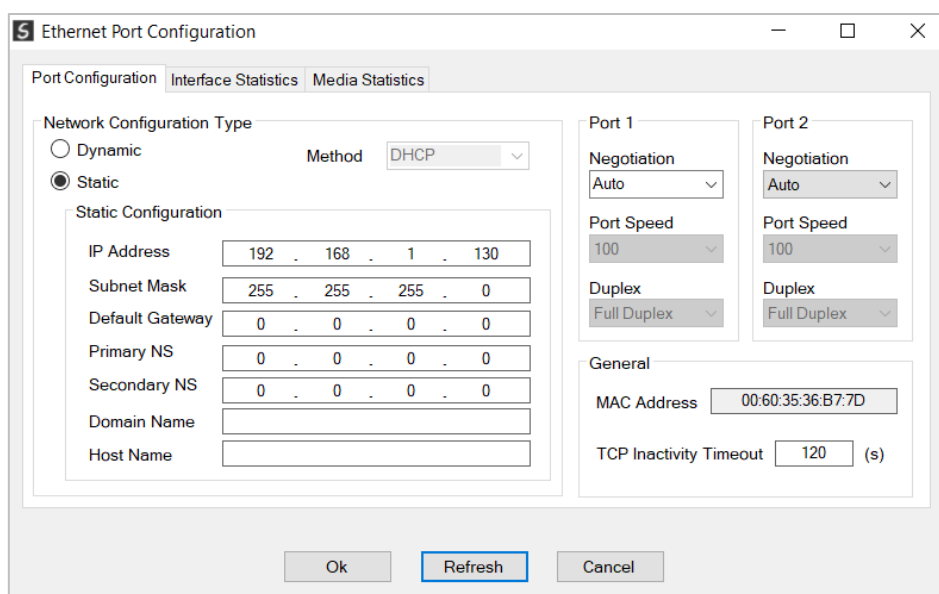 S Ethernet Port Configuration
Port Configuration Interface Statistics Media Statistics
Network Configuration Type
Dynamic
Method DHCP
Static
Static Configuration
IP Address 192 . 168 . 1 . 130
Subnet Mask 255 . 255 . 255 . 0
Default Gateway 0 . 0 . 0 . 0
Primary NS 0 . 0 . 0 . 0
Secondary NS 0 . 0 . 0 . 0
Domain Name
Host Name
Port 1
Negotiation
Auto
Port Speed
100
Duplex
Full Duplex
Port 2
Negotiation
Auto
Port Speed
100
Duplex
Full Duplex
General
MAC Address 00:60:35:36:B7:7D
TCP Inactivity Timeout 120 (s)
Ok Refresh Cancel